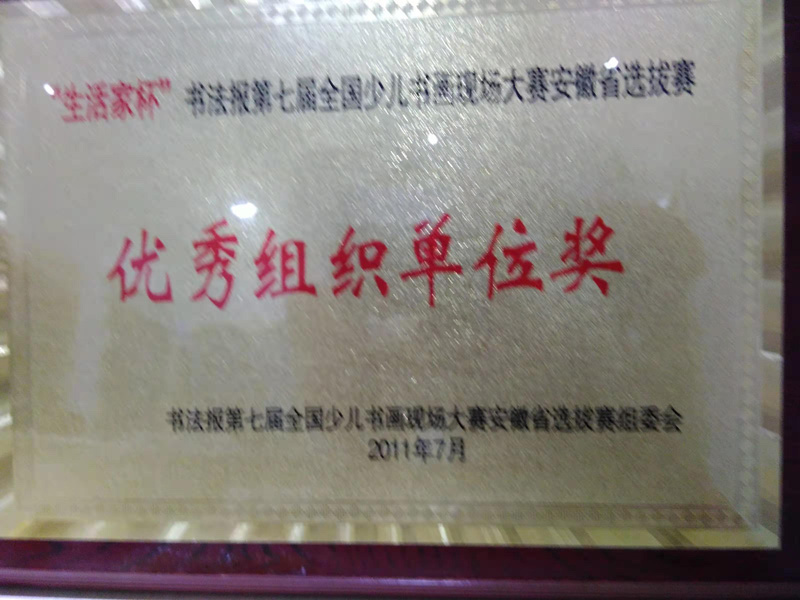 “生活家杯”书法报第七届全国少儿书画现场大赛安徽省选拔赛
优秀组织单位奖
书法报第七届全国少儿书画现场大赛安徽省选拔赛组委会
2011年7月